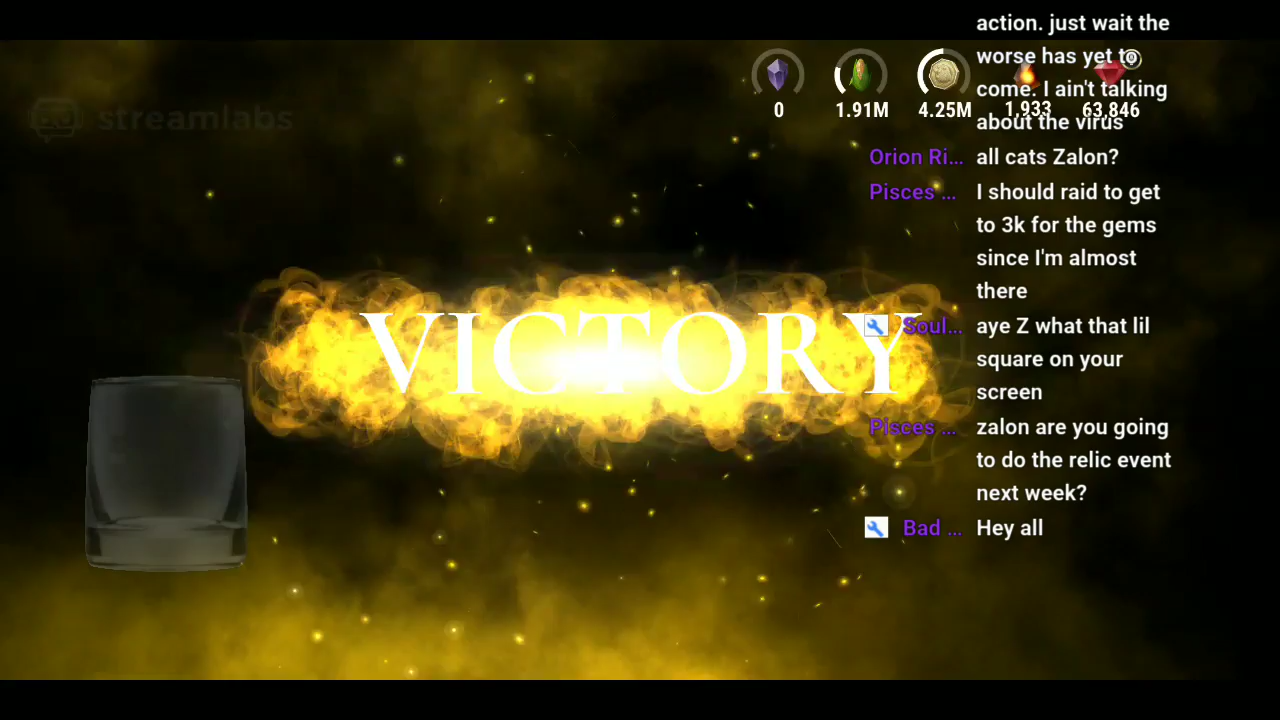 action. just wait the
worse has yet to
come. I ain't talking
about the virus
streamlabs
0 1.91M 4.25M 1,933 63,846
Orion Ri... all cats Zalon?
Pisces ... I should raid to get
to 3k for the gems
since I'm almost
there
VICTORY
Soul... aye Z what that lil
square on your
screen
Pisces ... zalon are you going
to do the relic event
next week?
Bad ... Hey all